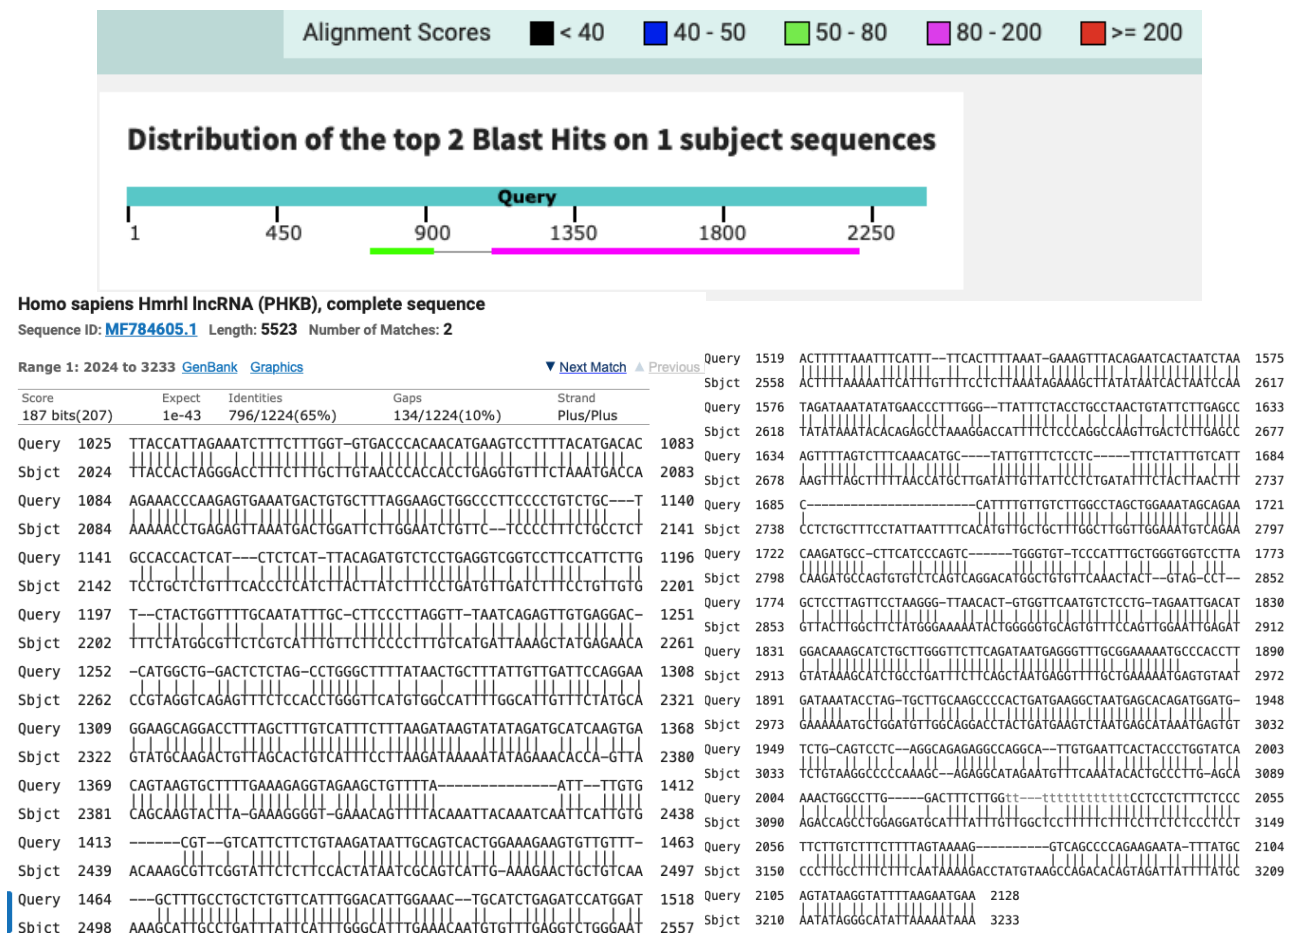 Alignment Scores < 40 40 - 50 50 - 80 80 - 200 >= 200
Distribution of the top 2 Blast Hits on 1 subject sequences
Query
1 450 900 1350 1800 2250
Homo sapiens Hmrhl lncRNA (PHKB), complete sequence
Sequence ID: MF784605.1 Length: 5523 Number of Matches: 2
Range 1: 2024 to 3233 GenBank Graphics ▼ Next Match ▲ Previous
Score Expect Identities Gaps Strand
187 bits(207) 1e-43 796/1224(65%) 134/1224(10%) Plus/Plus
Query 1025 TTACCATTAGAAATCTTTCTTTGGT-GTGACCCACAACATGAAGTCCTTTTACATGACAC 1083
Sbjct 2024 TTACCACTAGGGACCTTTCTTTGCTTGTAACCCACCACCTGAGGTGTTTCTAAATGACCA 2083
Query 1084 AGAAACCCAAGAGTGAAATGACTGTGCTTTAGGAAGCTGGCCCTTCCCCTGTCTGC---T 1140
Sbjct 2084 AAAAACCTGAGAGTTAAATGACTGGATTCTTGGAATCTGTTC--TCCCCTTTCTGCCTCT 2141
Query 1141 GCCACCACTCAT---CTCTCAT-TTACAGATGTCTCCTGAGGTCGGTCCTTCCATTCTTG 1196
Sbjct 2142 TCCTGCTCTGTTTCACCCTCATCTTACTTATCTTTCCTGATGTTGATCTTTCCTGTTGTG 2201
Query 1197 T--CTACTGGTTTTGCAATATTTGC-CTTCCCTTAGGTT-TAATCAGAGTTGTGAGGAC- 1251
Sbjct 2202 TTTCTATGGCGTTCTCGTCATTTGTTCTTCCCCTTTGTCATGATTAAAGCTATGAGAACA 2261
Query 1252 -CATGGCTG-GACTCTCTAG-CCTGGGCTTTTATAACTGCTTTATTGTTGATTCCAGGAA 1308
Sbjct 2262 CCGTAGGTCAGAGTTTCTCCACCTGGGTTCATGTGGCCATTTTGGCATTGTTTCTATGCA 2321
Query 1309 GGAAGCAGGACCTTTAGCTTTGTCATTTCTTTAAGATAAGTATATAGATGCATCAAGTGA 1368
Sbjct 2322 GTATGCAAGACTGTTAGCACTGTCATTTCCTTAAGATAAAAATATAGAAACACCA-GTTA 2380
Query 1369 CAGTAAGTGCTTTTGAAAGAGGTAGAAGCTGTTTTA--------------ATT--TTGTG 1412
Sbjct 2381 CAGCAAGTACTTA-GAAAGGGGT-GAAACAGTTTTACAAATTACAAATCAATTCATTGTG 2438
Query 1413 ------CGT--GTCATTCTTCTGTAAGATAATTGCAGTCACTGGAAAGAAGTGTTGTTT- 1463
Sbjct 2439 ACAAAGCGTTCGGTATTCTCTTCCACTATAATCGCAGTCATTG-AAAGAACTGCTGTCAA 2497
Query 1464 ---GCTTTGCCTGCTCTGTTCATTTGGACATTGGAAAC--TGCATCTGAGATCCATGGAT 1518
Sbjct 2498 AAAGCATTGCCTGATTTATTCATTTGGGCATTTGAAACAATGTGTTTGAGGTCTGGGAAT 2557
Query 1519 ACTTTTTAAATTTCATTT--TTCACTTTTAAAT-GAAAGTTTACAGAATCACTAATCTAA 1575
Sbjct 2558 ACTTTTAAAAATTCATTTGTTTTCCTCTTAAATAGAAAGCTTATATAATCACTAATCCAA 2617
Query 1576 TAGATAAATATATGAACCCTTTGGG--TTATTTCTACCTGCCTAACTGTATTCTTGAGCC 1633
Sbjct 2618 TATATAAATACACAGAGCCTAAAGGACCATTTTCTCCCAGGCCAAGTTGACTCTTGAGCC 2677
Query 1634 AGTTTTAGTCTTTCAAACATGC----TATTGTTTCTCCTC-----TTTCTATTTGTCATT 1684
Sbjct 2678 AAGTTTAGCTTTTTAACCATGCTTGATATTGTTATTCCTCTGATATTTCTACTTAACTTT 2737
Query 1685 C--------------------CATTTTGTTGTCTTGGCCTAGCTGGAAATAGCAGAA 1721
Sbjct 2738 CCTCTGCTTTCCTATTAATTTTCACATGTTGCTGCTTTGGCTTGGTTGGAAATGTCAGAA 2797
Query 1722 CAAGATGCC-CTTCATCCCAGTC------TGGGTGT-TCCCATTTGCTGGGTGGTCCTTA 1773
Sbjct 2798 CAAGATGCCAGTGTGTCTCAGTCAGGACATGGCTGTGTTCAAACTACT--GTAG-CCT-- 2852
Query 1774 GCTCCTTAGTTCCTAAGGG-TTAACACT-GTGGTTCAATGTCTCCTG-TAGAATTGACAT 1830
Sbjct 2853 GTTACTTGGCTTCTATGGGAAAAATACTGGGGGTGCAGTGTTTCCAGTTGGAATTGAGAT 2912
Query 1831 GGACAAAGCATCTGCTTGGGTTCTTCAGATAATGAGGGTTTGCGGAAAAATGCCCACCTT 1890
Sbjct 2913 GTATAAAGCATCTGCCTGATTTCTTCAGCTAATGAGGTTTTGCTGAAAAATGAGTGTAAT 2972
Query 1891 GATAAATACCTAG-TGCTTGCAAGCCCCACTGATGAAGGCTAATGAGCACAGATGGATG- 1948
Sbjct 2973 GAAAAAATGCTGGATGTTGGCAGGACCTACTGATGAAGTCTAATGAGCATAAATGAGTGT 3032
Query 1949 TCTG-CAGTCCTC--AGGCAGAGAGGCCAGGCA--TTGTGAATTCACTACCCTGGTATCA 2003
Sbjct 3033 TCTGTAAGGCCCCCAAAGC--AGAGGCATAGAATGTTTCAAATACACTGCCCTTG-AGCA 3089
Query 2004 AAACTGGCCTTG-----GACTTTCTTGGtt---tttttttttttttCCTCCTCTTTCTCCC 2055
Sbjct 3090 AGACCAGCCTGGAGGATGCATTTATTTGTTGGCTCCTTTTTCTTTCCTTCTCTCCCTCCT 3149
Query 2056 TTCTTGTCTTTCTTTTAGTAAAAG----------GTCAGCCCCAGAAGAATA-TTTATGC 2104
Sbjct 3150 CCCTTGCCTTTCTTTCAATAAAAGACCTATGTAAGCCAGACACAGTAGATTATTTTATGC 3209
Query 2105 AGTATAAGGTATTTTAAGAATGAA 2128
Sbjct 3210 AATATAGGGCATATTAAAAATAAA 3233